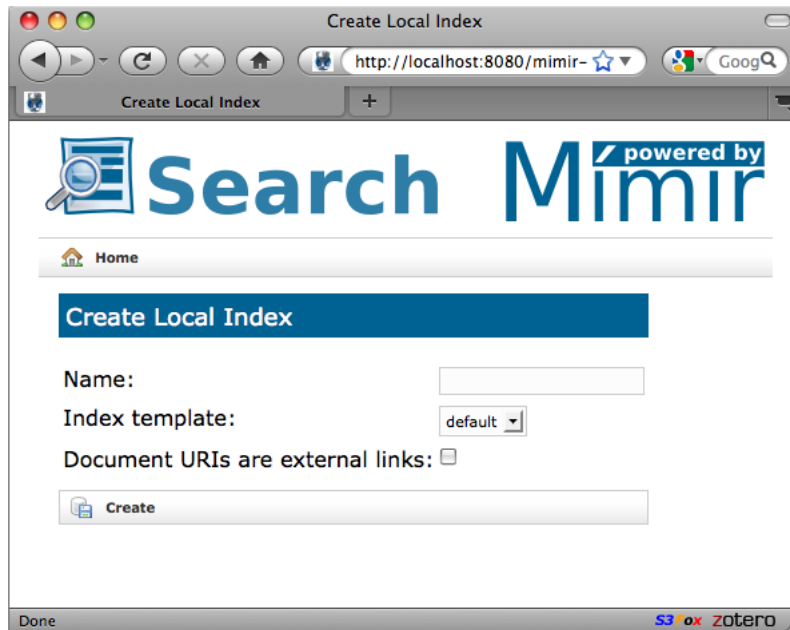 Create Local Index
http://localhost:8080/mimir-
Goog
Create Local Index
+
Search
powered by
Mimir
Home
Create Local Index
Name:
Index template:
default
Document URIs are external links:
Create
Done
S3Fox zotero